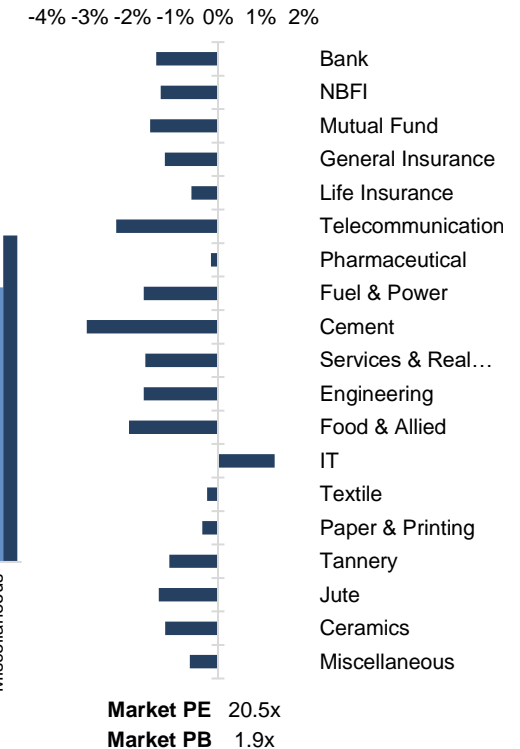 -4% -3% -2% -1% 0% 1% 2%
Bank
NBFI
Mutual Fund
General Insurance
Life Insurance
Telecommunication
Pharmaceutical
Fuel & Power
Cement
Services & Real…
Engineering
Food & Allied
IT
Textile
Paper & Printing
Tannery
Jute
Ceramics
Miscellaneous
Miscellaneous
Market PE 20.5x
Market PB 1.9x